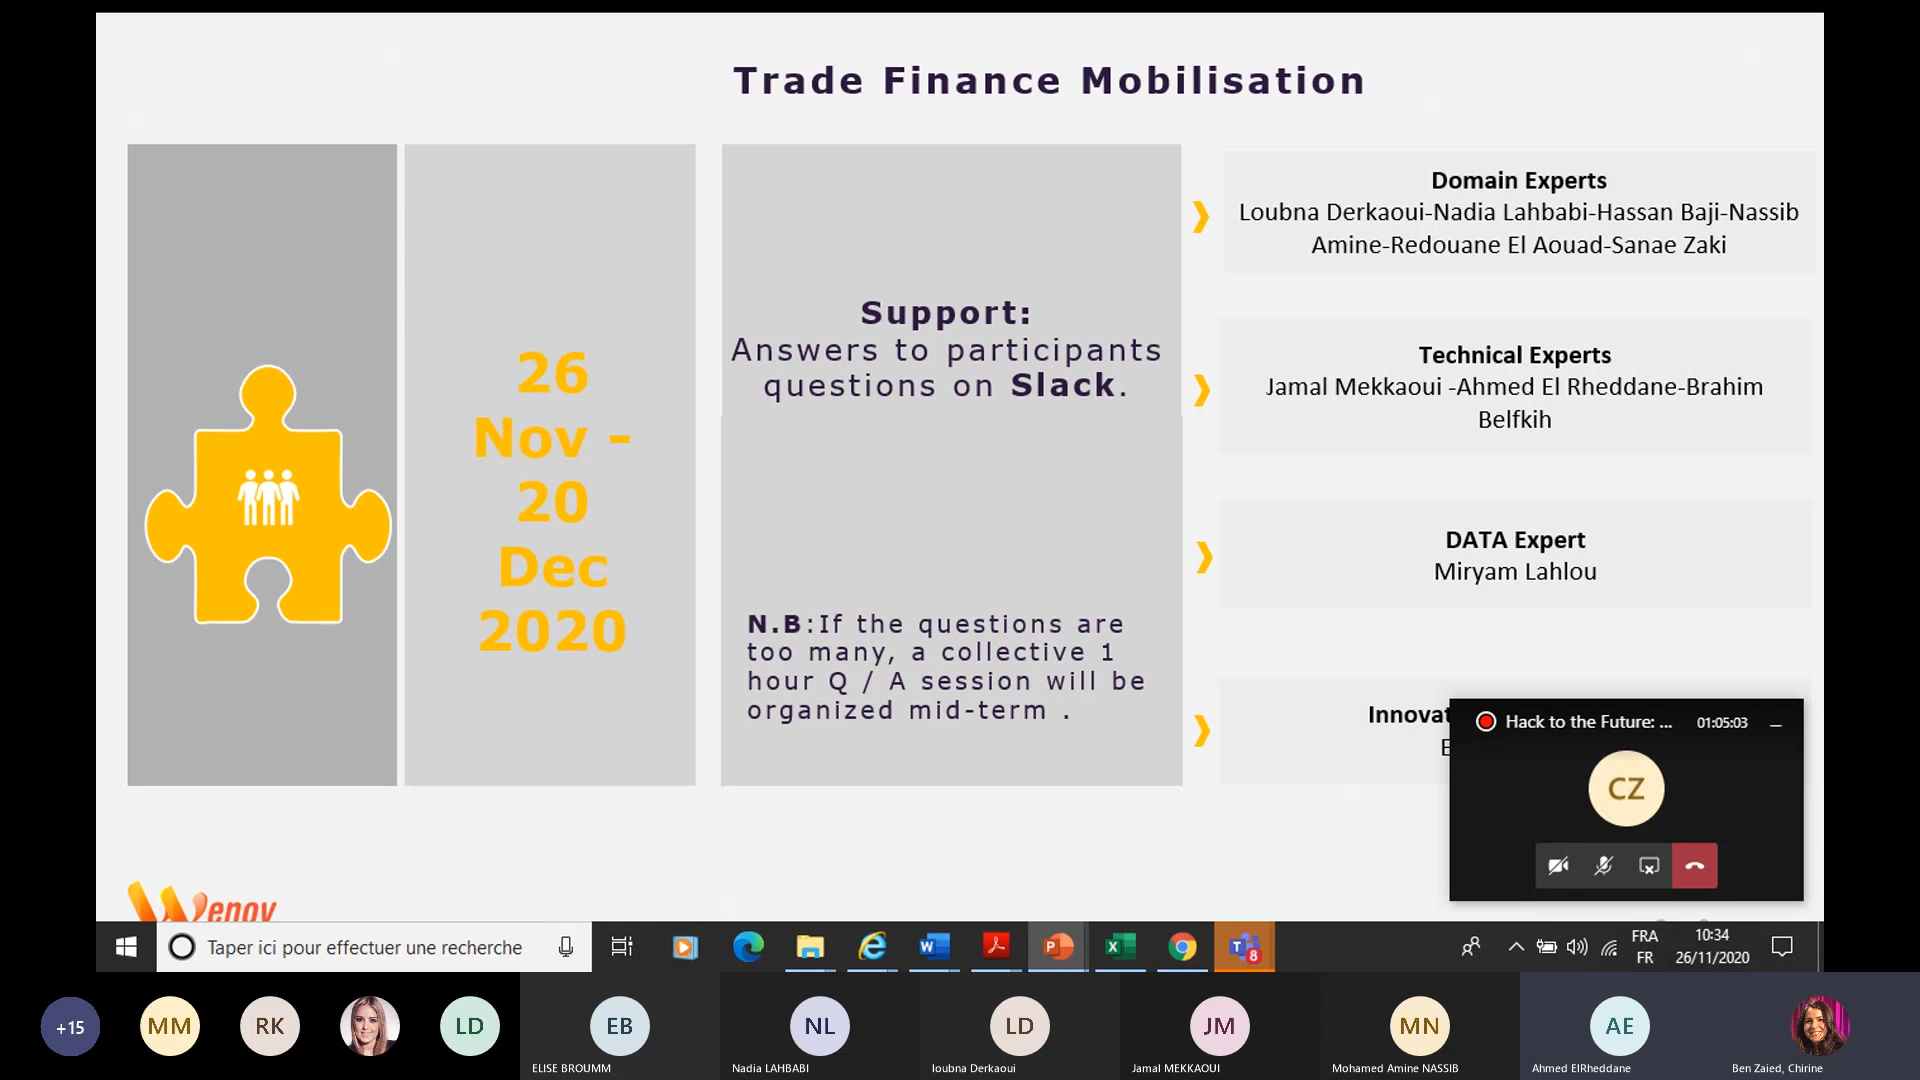 Trade Finance Mobilisation
26
Nov -
20
Dec
2020
Support:
Answers to participants
questions on Slack.
N.B:If the questions are
too many, a collective 1
hour Q / A session will be
organized mid-term .
Domain Experts
Loubna Derkaoui-Nadia Lahbabi-Hassan Baji-Nassib
Amine-Redouane El Aouad-Sanae Zaki
Technical Experts
Jamal Mekkaoui -Ahmed El Rheddane-Brahim
Belfkih
DATA Expert
Miryam Lahlou
Innovat
Hack to the Future: ... 01:05:03
CZ
Wenov
Taper ici pour effectuer une recherche
8
FRA
FR
10:34
26/11/2020
+15
MM
RK
LD
EB
ELISE BROUMM
NL
Nadia LAHBABI
LD
loubna Derkaoui
JM
Jamal MEKKAOUI
MN
Mohamed Amine NASSIB
AE
Ahmed ElRheddane
Ben Zaied, Chirine